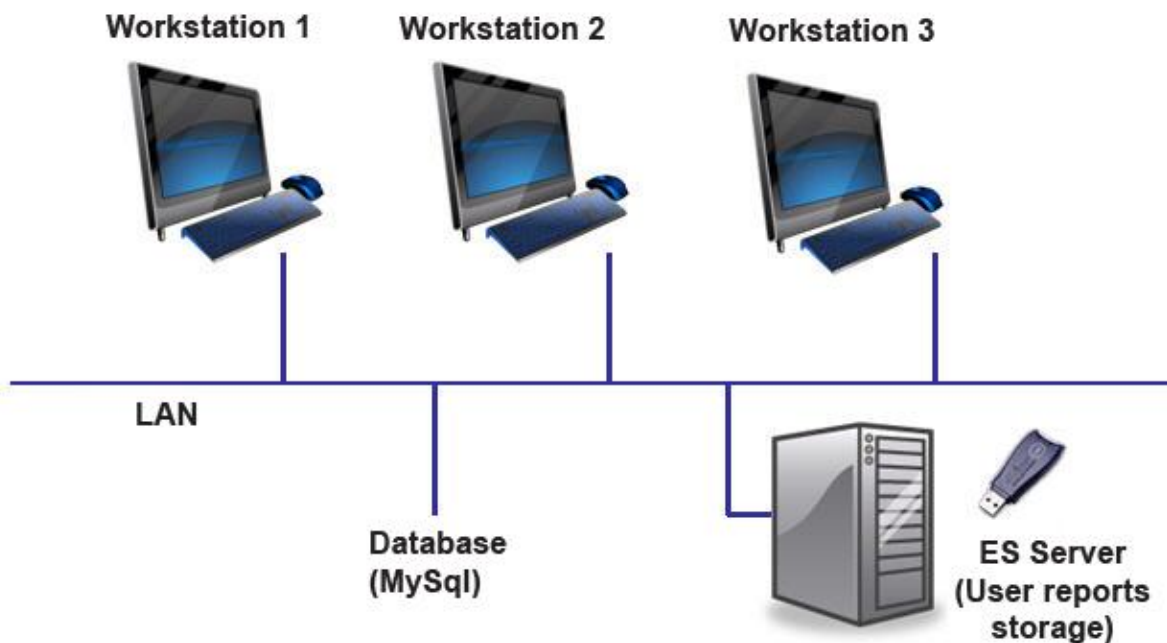 Workstation 1
Workstation 2
Workstation 3
LAN
Database
(MySql)
ES Server
(User reports
storage)